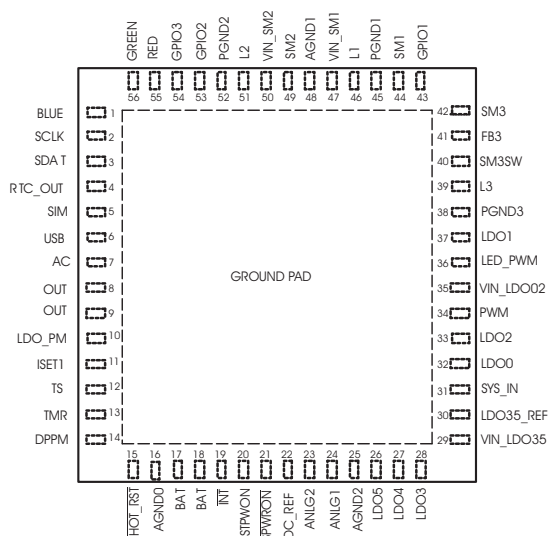 GREEN
RED
GPIO3
GPIO2
PGND2
L2
VIN_SM2
SM2
AGND1
VIN_SM1
L1
PGND1
SM1
GPIO1
56 55 54 53 52 51 50 49 48 47 46 45 44 43
BLUE 1
SCLK 2
SDAT 3
RTC_OUT 4
SIM 5
USB 6
AC 7
OUT 8
OUT 9
LDO_PM 10
ISET1 11
TS 12
TMR 13
DPPM 14
GROUND PAD
42 SM3
41 FB3
40 SM3SW
39 L3
38 PGND3
37 LDO1
36 LED_PWM
35 VIN_LDO02
34 PWM
33 LDO2
32 LDO0
31 SYS_IN
30 LDO35_REF
29 VIN_LDO35
15 16 17 18 19 20 21 22 23 24 25 26 27 28
HOT_RST
AGND0
BAT
BAT
INT
STPWON
ANLG2
ANLG1
AGND2
LDO5
LDO4
LDO3